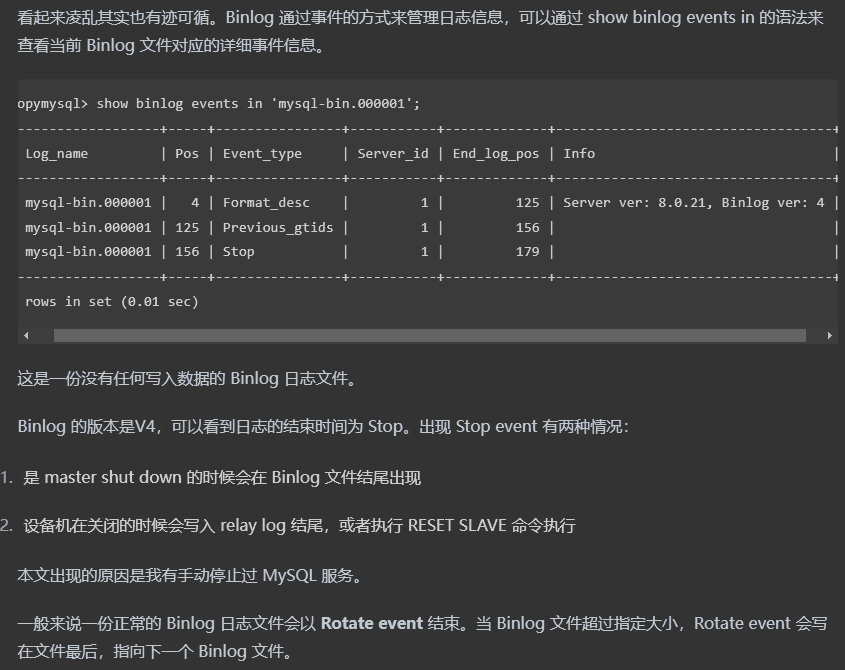 看起来凌乱其实也有迹可循。Binlog 通过事件的方式来管理日志信息，可以通过 show binlog events in 的语法来
查看当前 Binlog 文件对应的详细事件信息。
opymysql> show binlog events in 'mysql-bin.000001';
------------------+-----+----------------+-----------+-------------+-----------------------------------+
Log_name | Pos | Event_type | Server_id | End_log_pos | Info |
------------------+-----+----------------+-----------+-------------+-----------------------------------+
mysql-bin.000001 | 4 | Format_desc | 1 | 125 | Server ver: 8.0.21, Binlog ver: 4 |
mysql-bin.000001 | 125 | Previous_gtids | 1 | 156 | |
mysql-bin.000001 | 156 | Stop | 1 | 179 | |
------------------+-----+----------------+-----------+-------------+-----------------------------------+
rows in set (0.01 sec)
这是一份没有任何写入数据的 Binlog 日志文件。
Binlog 的版本是V4，可以看到日志的结束时间为 Stop。出现 Stop event 有两种情况：
1. 是 master shut down 的时候会在 Binlog 文件结尾出现
2. 设备机在关闭的时候会写入 relay log 结尾，或者执行 RESET SLAVE 命令执行
本文出现的原因是我有手动停止过 MySQL 服务。
一般来说一份正常的 Binlog 日志文件会以 Rotate event 结束。当 Binlog 文件超过指定大小，Rotate event 会写
在文件最后，指向下一个 Binlog 文件。